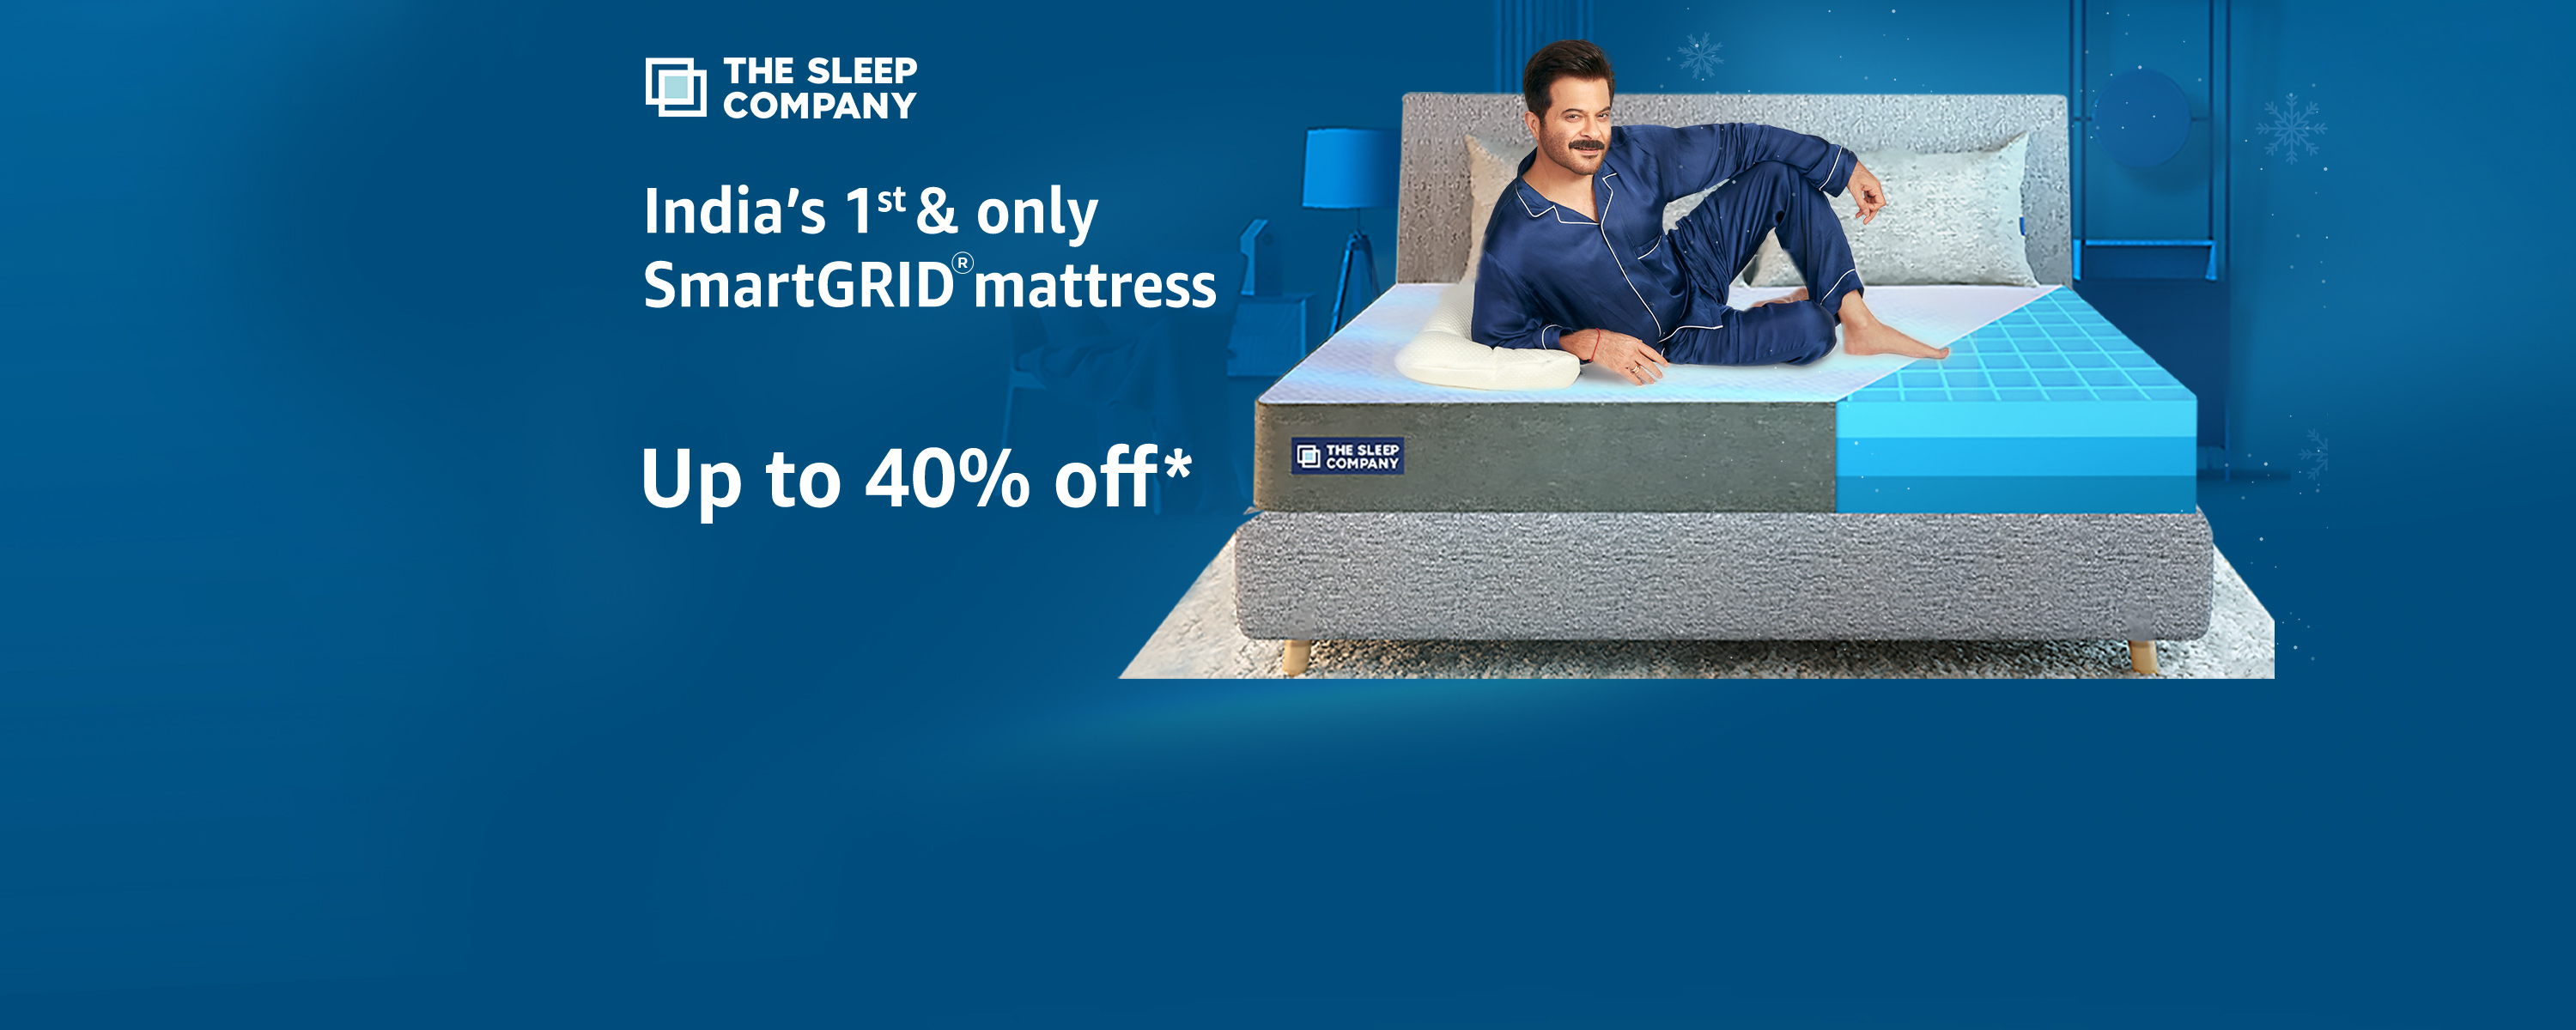 THE SLEEP
COMPANY
India’s 1st & only
SmartGRID® mattress
Up to 40% off*
THE SLEEP
COMPANY